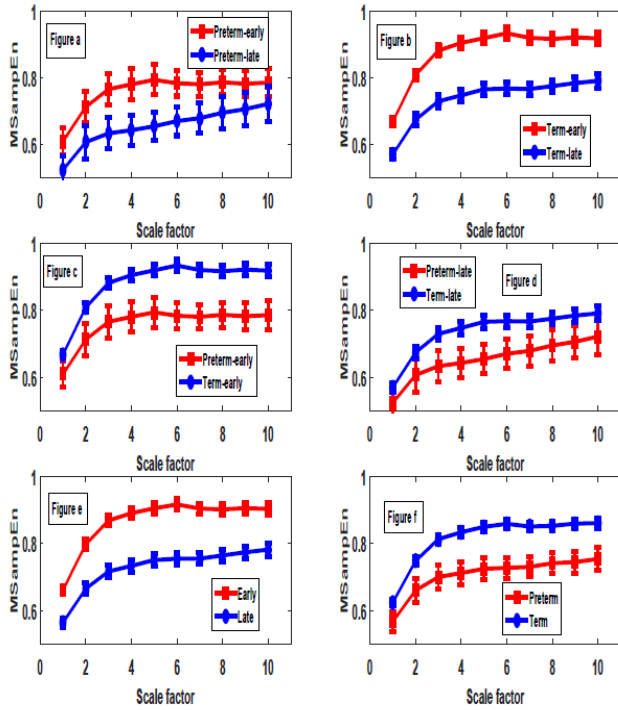 Figure a
Preterm-early
Preterm-late
MSampEn
1
0.8
0.6
0 2 4 6 8 10
Scale factor
Figure b
Term-early
Term-late
MSampEn
1
0.8
0.6
0 2 4 6 8 10
Scale factor
Figure c
Preterm-early
Term-early
MSampEn
1
0.8
0.6
0 2 4 6 8 10
Scale factor
Preterm-late
Term-late
Figure d
MSampEn
1
0.8
0.6
0 2 4 6 8 10
Scale factor
Figure e
Early
Late
MSampEn
1
0.8
0.6
0 2 4 6 8 10
Scale factor
Figure f
Preterm
Term
MSampEn
1
0.8
0.6
0 2 4 6 8 10
Scale factor